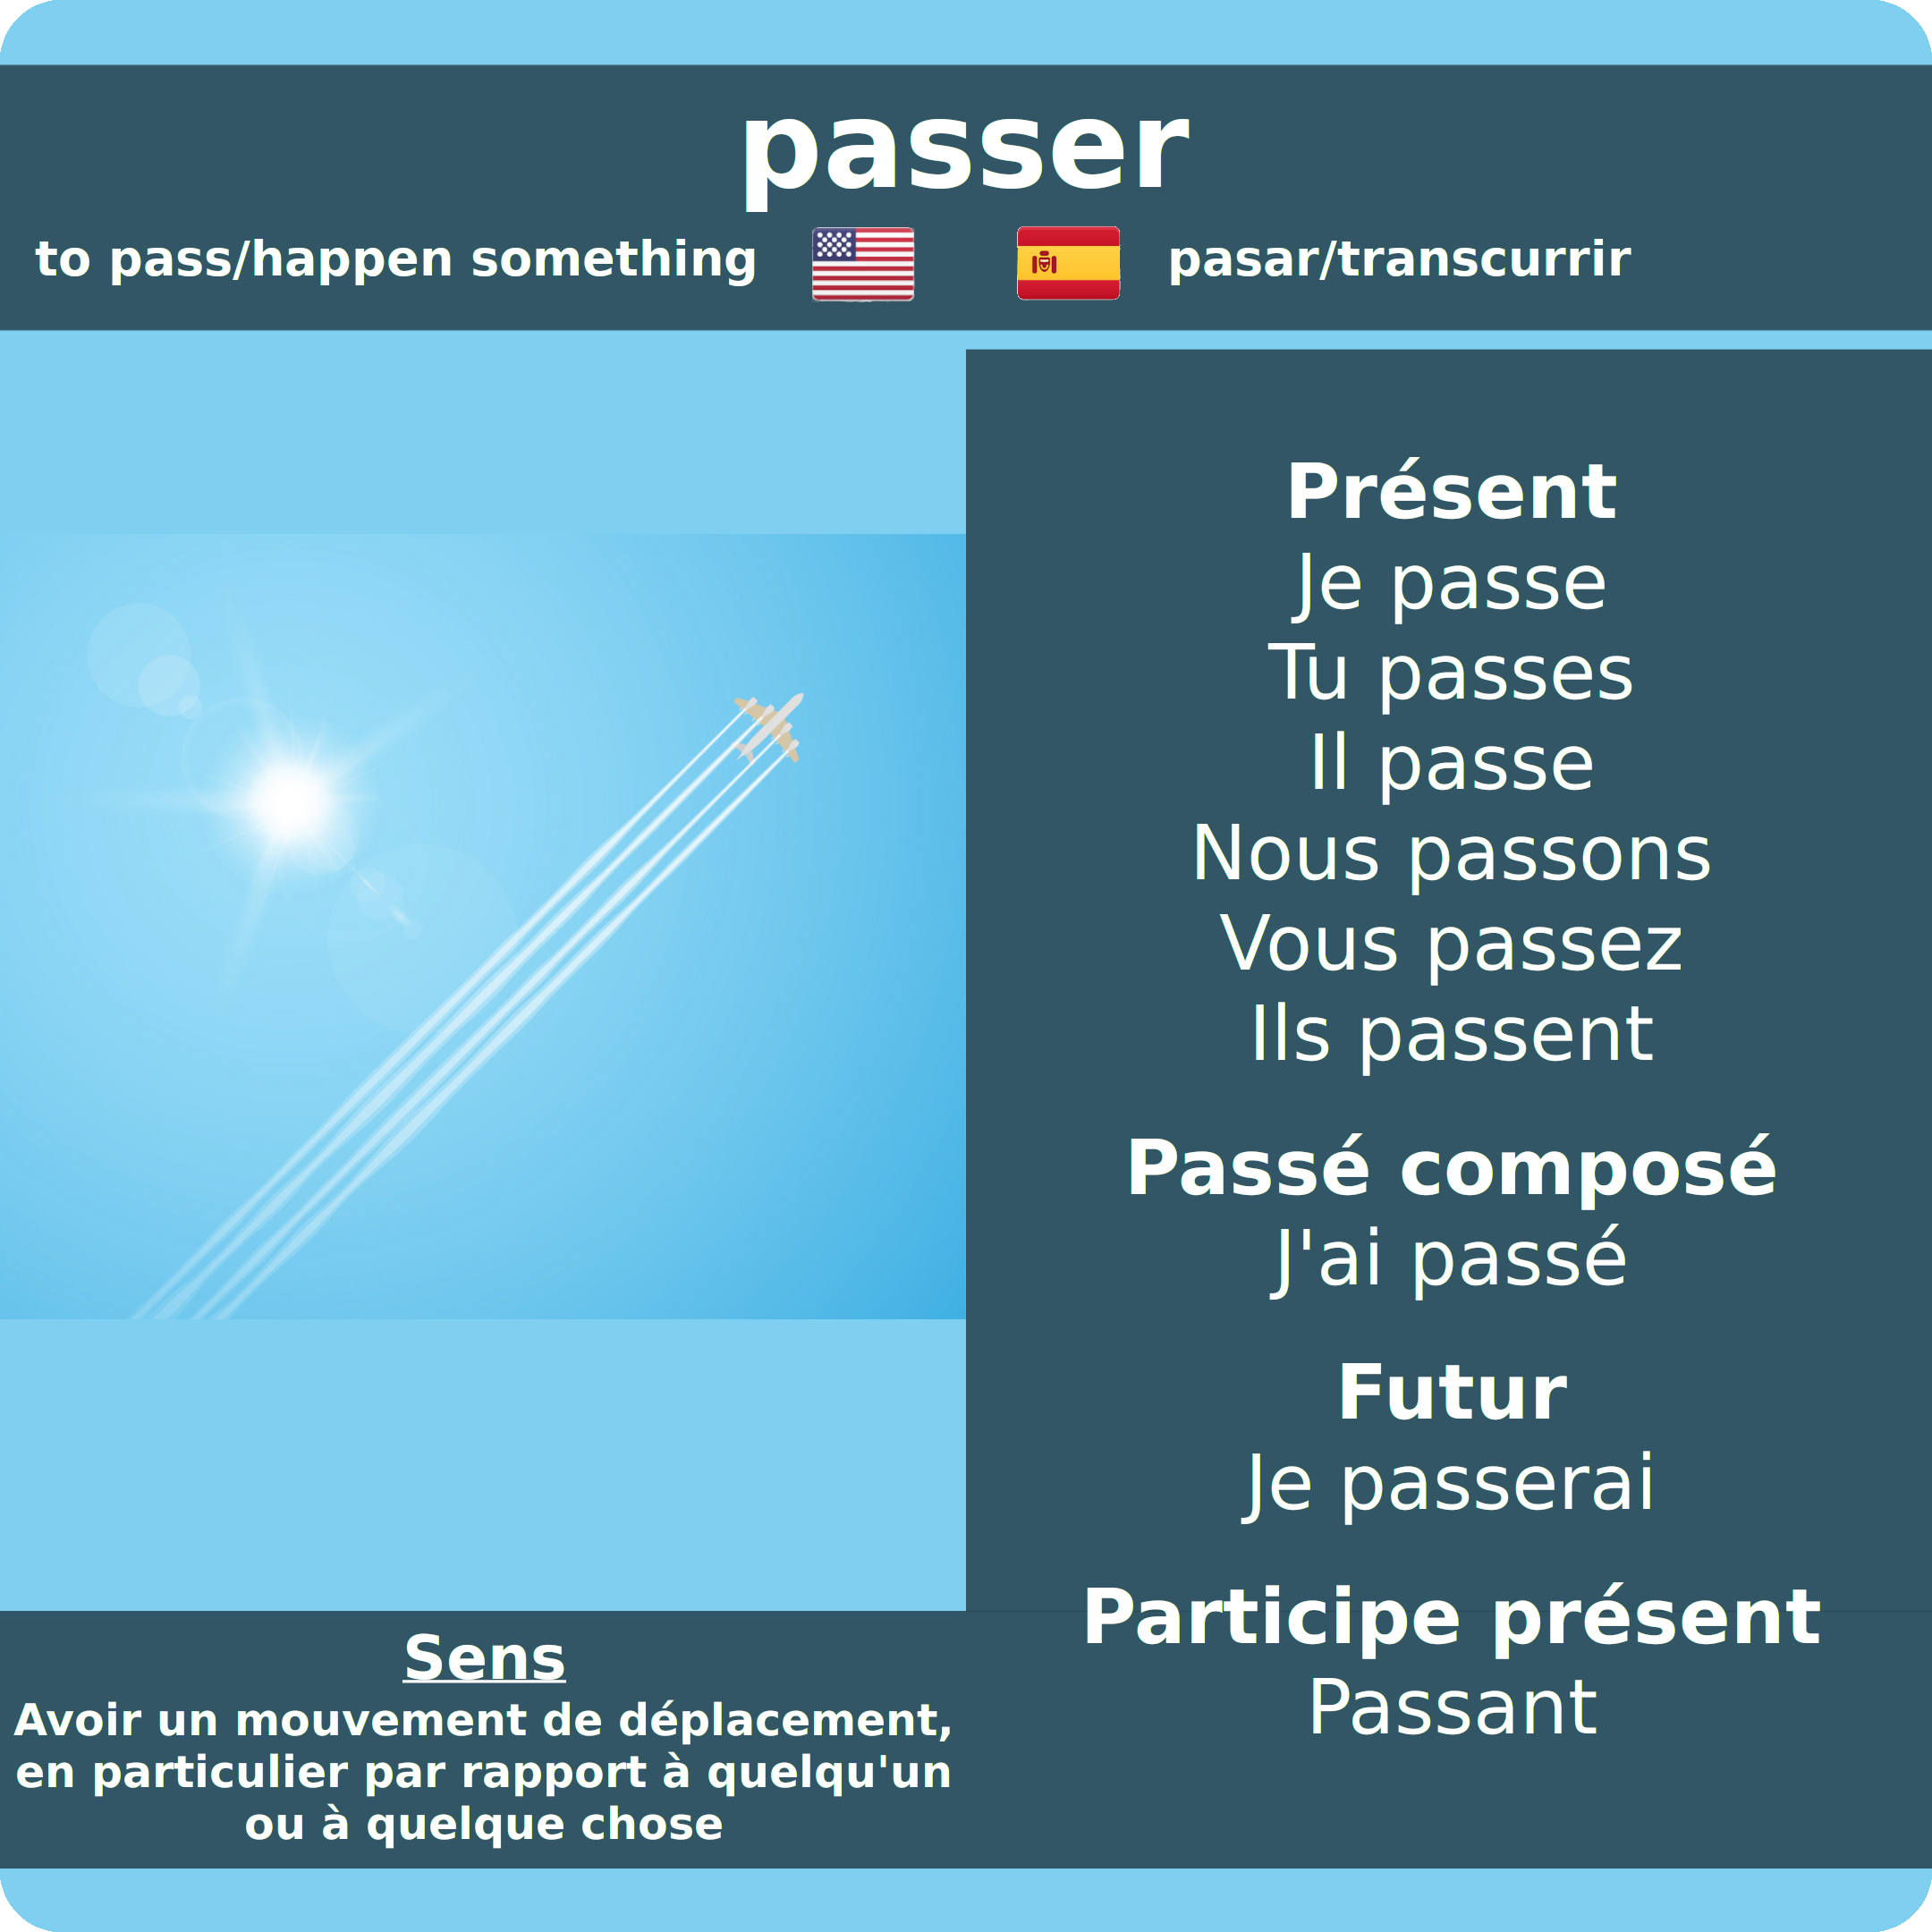 passer
to pass/happen something
pasar/transcurrir
Présent
Je passe
Tu passes
Il passe
Nous passons
Vous passez
Ils passent
Passé composé
J'ai passé
Futur
Je passerai
Participe présent
Passant
Sens
Avoir un mouvement de déplacement,
en particulier par rapport à quelqu'un
ou à quelque chose